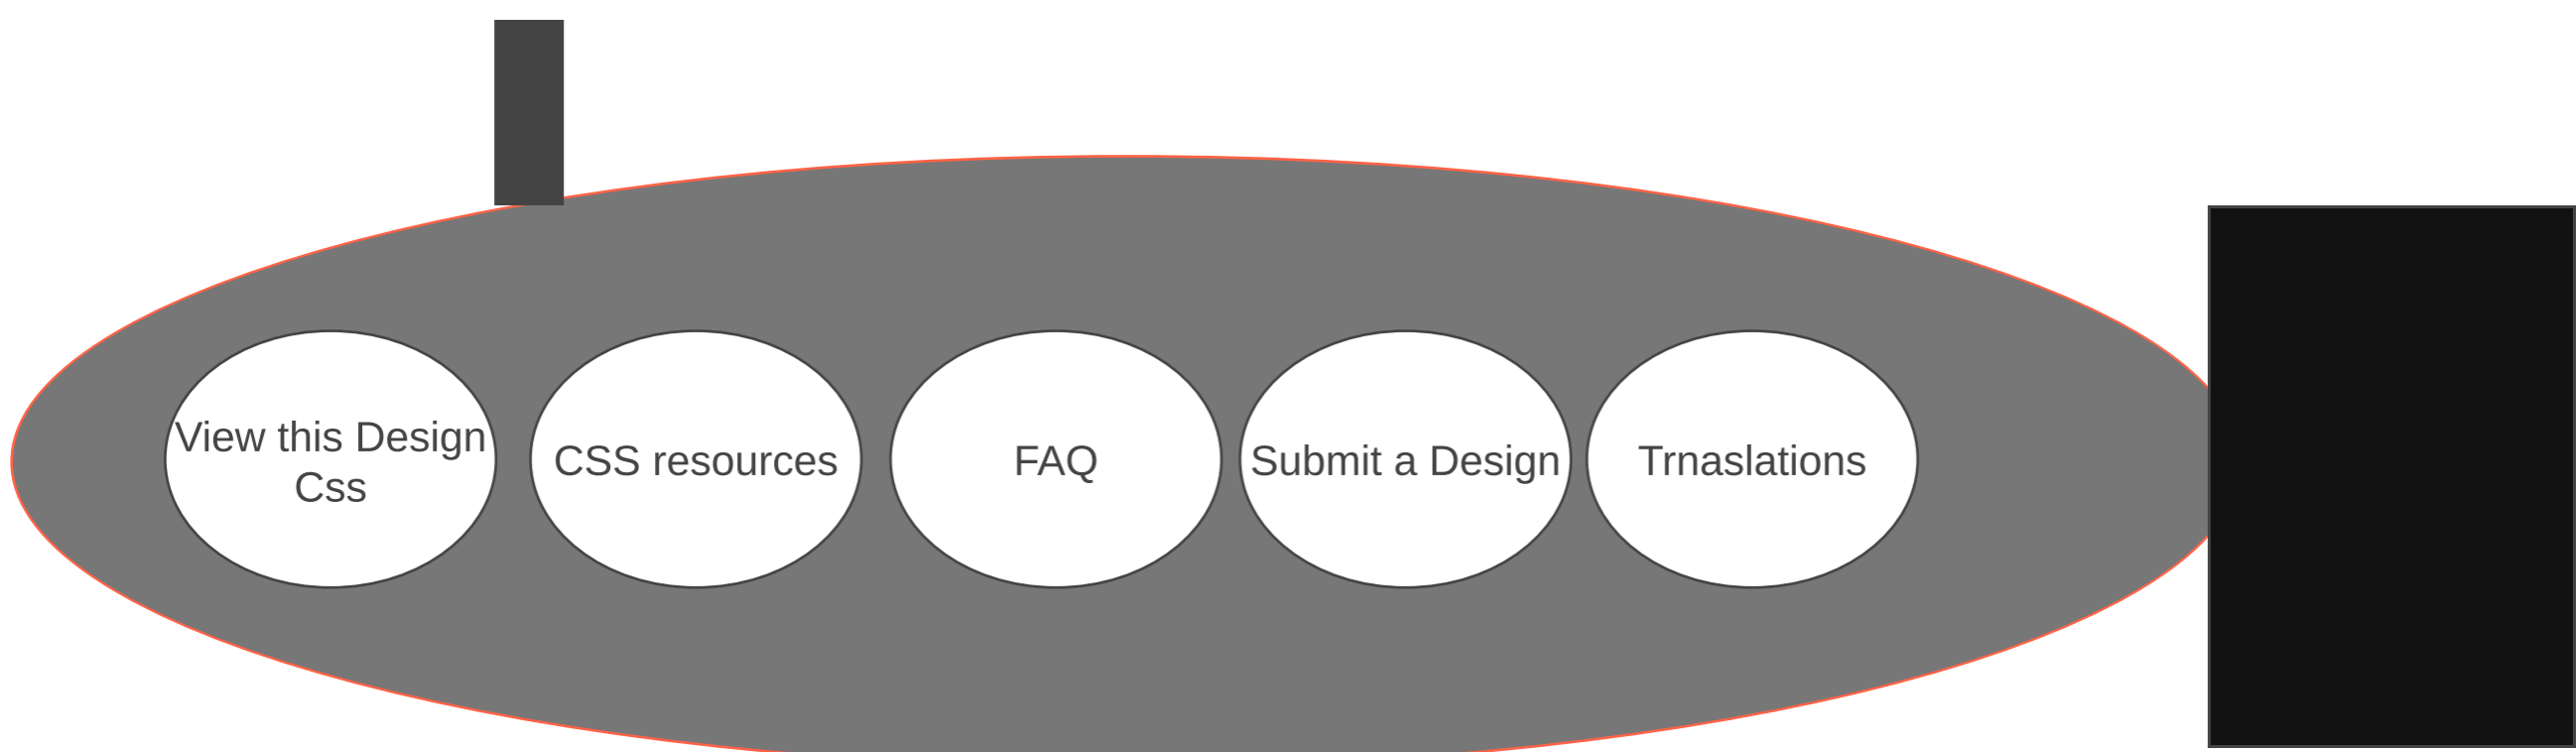 View this Design
Css
CSS resources
FAQ
Submit a Design
Trnaslations